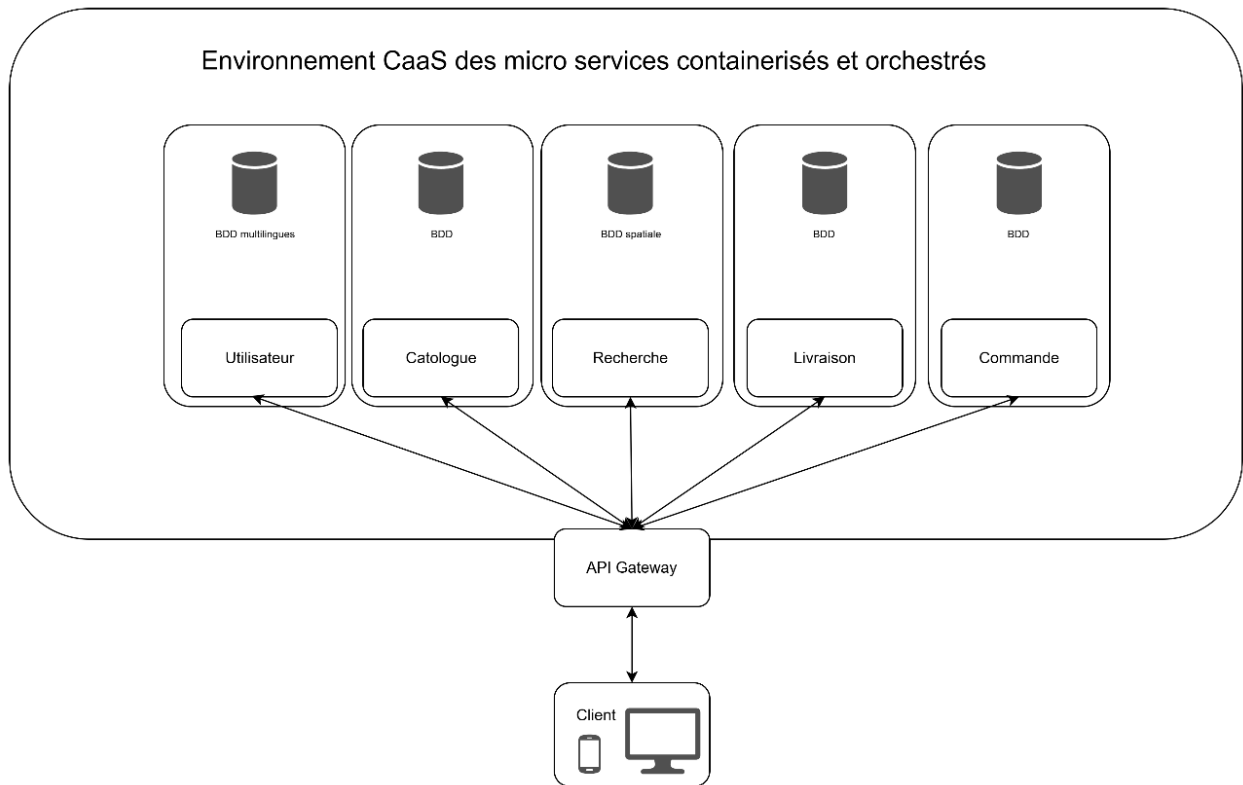 Environnement CaaS des micro services containerisés et orchestrés
BDD multilingues
BDD
BDD spatiale
BDD
BDD
Utilisateur
Catologue
Recherche
Livraison
Commande
API Gateway
Client